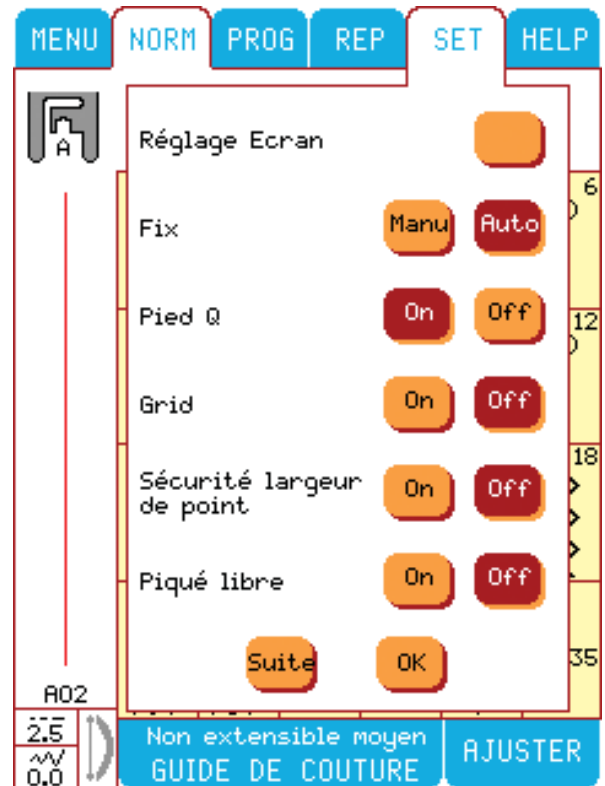 MENU NORM PROG REP SET HELP
A
Réglage Ecran
6
Fix Manu Auto
Pied Q On Off
12
Grid On Off
18
Sécurité largeur
de point On Off
Piqué libre On Off
Suite OK
35
A02
2.5
0.0
Non extensible moyen
GUIDE DE COUTURE
AJUSTER